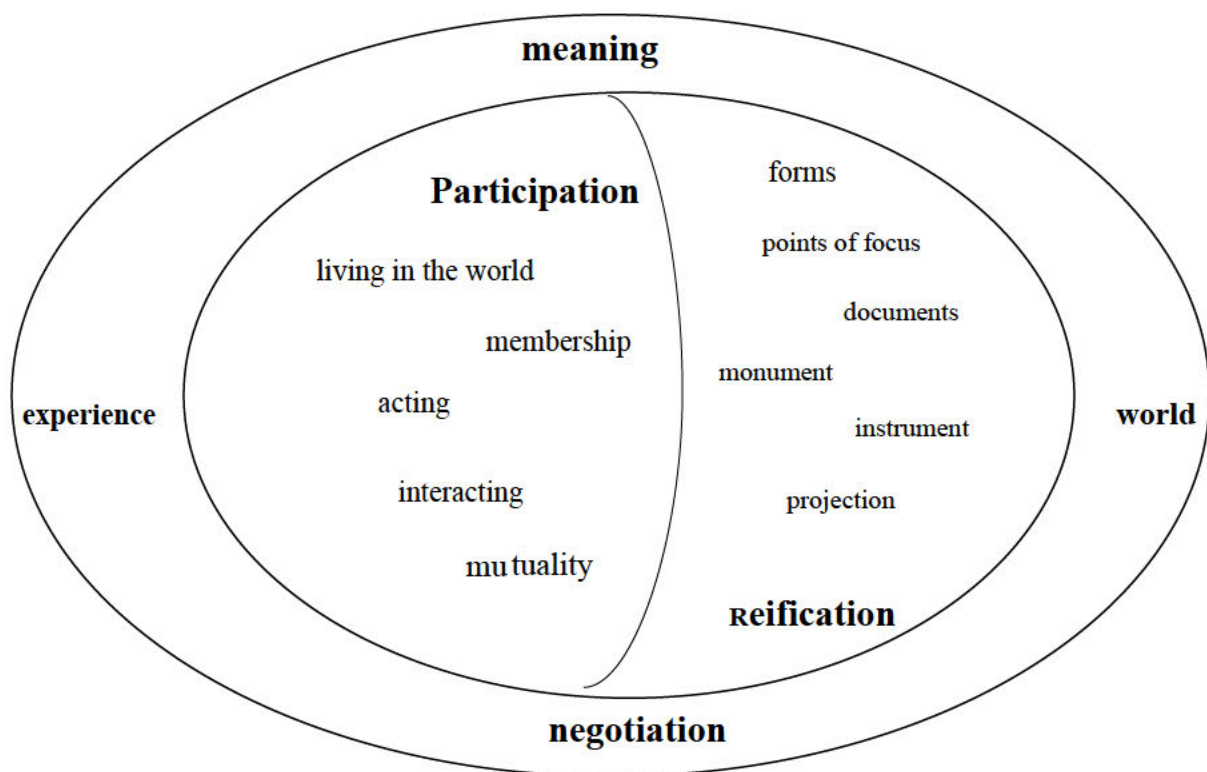 meaning
Participation
forms
points of focus
living in the world
documents
membership
monument
acting
experience
world
instrument
interacting
projection
mu tuality
Reification
negotiation